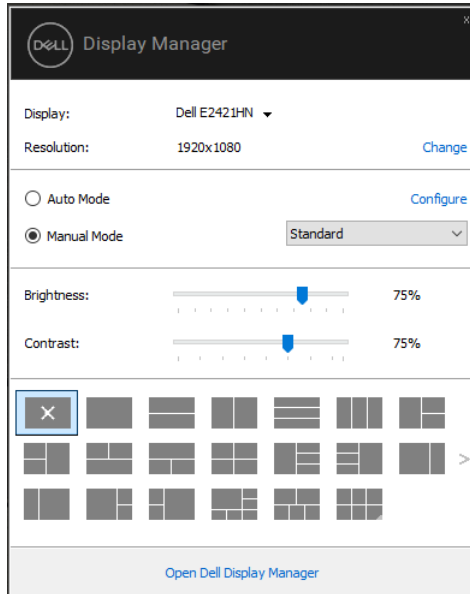 DELL Display Manager
Display: Dell E2421HN
Resolution: 1920x1080 Change
Auto Mode Configure
Manual Mode Standard
Brightness: 75%
Contrast: 75%
Open Dell Display Manager